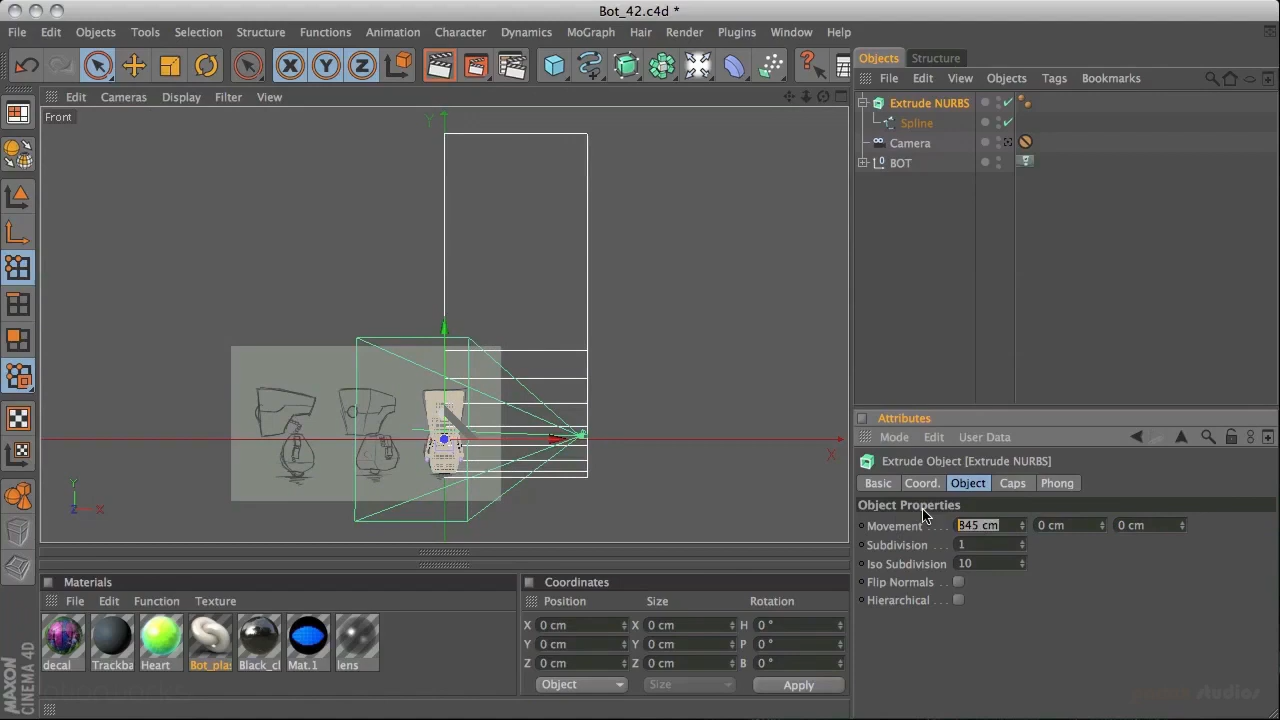 Bot_42.c4d *
File Edit Objects Tools Selection Structure Functions Animation Character Dynamics MoGraph Hair Render Plugins Window Help
X Y Z
Edit Cameras Display Filter View
Front
Y
X
Y
Z X
Objects Structure
File Edit View Objects Tags Bookmarks
Extrude NURBS
Spline
Camera
BOT
Attributes
Mode Edit User Data
Extrude Object [Extrude NURBS]
Basic Coord. Object Caps Phong
Object Properties
Movement . . . . 845 cm 0 cm 0 cm
Subdivision . . . 1
Iso Subdivision 10
Flip Normals . .
Hierarchical . . .
Materials
File Edit Function Texture
decal Trackba Heart Bot_plas Black_cl Mat.1 lens
Coordinates
Position Size Rotation
X 0 cm X 0 cm H 0 °
Y 0 cm Y 0 cm P 0 °
Z 0 cm Z 0 cm B 0 °
Object Size Apply
MAXON
CINEMA 4D